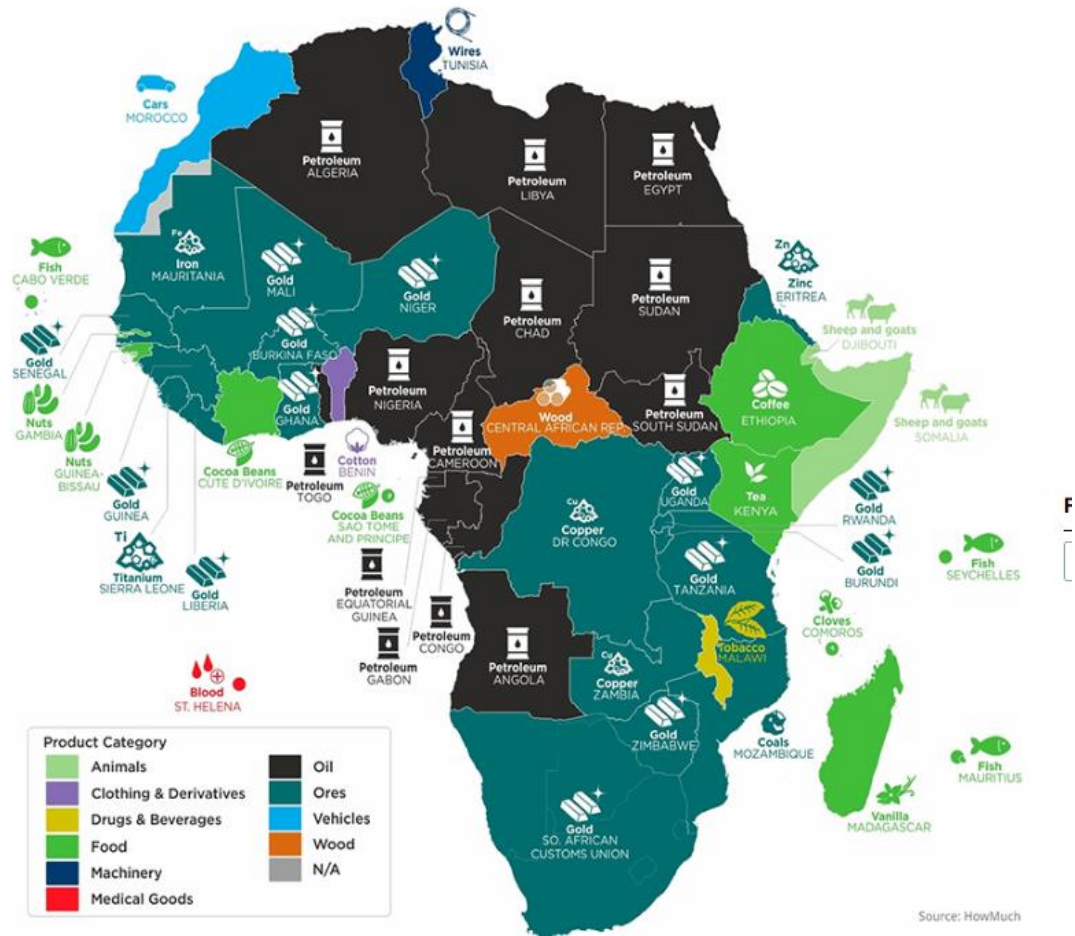 Wires
TUNISIA
Cars
MOROCCO
Petroleum
ALGERIA
Petroleum
LIBYA
Petroleum
EGYPT
Fish
CABO VERDE
Fe
Iron
MAURITANIA
Gold
MALI
Gold
NIGER
Petroleum
CHAD
Petroleum
SUDAN
Zn
Zinc
ERITREA
Sheep and goats
DJIBOUTI
Gold
SENEGAL
Gold
BURKINA FASO
Gold
GHANA
Petroleum
NIGERIA
Wood
CENTRAL AFRICAN REP.
Petroleum
SOUTH SUDAN
Coffee
ETHIOPIA
Sheep and goats
SOMALIA
Nuts
GAMBIA
Nuts
GUINEA-
BISSAU
Cocoa Beans
CÙTE D'IVOIRE
Petroleum
TOGO
Cotton
BENIN
Petroleum
CAMEROON
Cocoa Beans
SAO TOME
AND PRINCIPE
Gold
UGANDA
Tea
KENYA
Gold
RWANDA
Gold
GUINEA
Ti
Titanium
SIERRA LEONE
Gold
LIBERIA
Cu
Copper
DR CONGO
Gold
TANZANIA
Gold
BURUNDI
Fish
SEYCHELLES
Petroleum
EQUATORIAL
GUINEA
Petroleum
GABON
Petroleum
CONGO
Petroleum
ANGOLA
Cu
Copper
ZAMBIA
Tobacco
MALAWI
Cloves
COMOROS
Blood
ST. HELENA
Gold
ZIMBABWE
Coals
MOZAMBIQUE
Fish
MAURITIUS
Vanilla
MADAGASCAR
Gold
SO. AFRICAN
CUSTOMS UNION
Product Category
Animals
Clothing & Derivatives
Drugs & Beverages
Food
Machinery
Medical Goods
Oil
Ores
Vehicles
Wood
N/A
Source: HowMuch